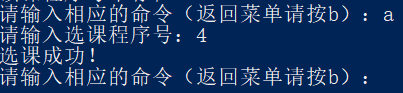 请输入相应的命令（返回菜单请按b）：a
请输入选课程序号：4
选课成功！
请输入相应的命令（返回菜单请按b）：